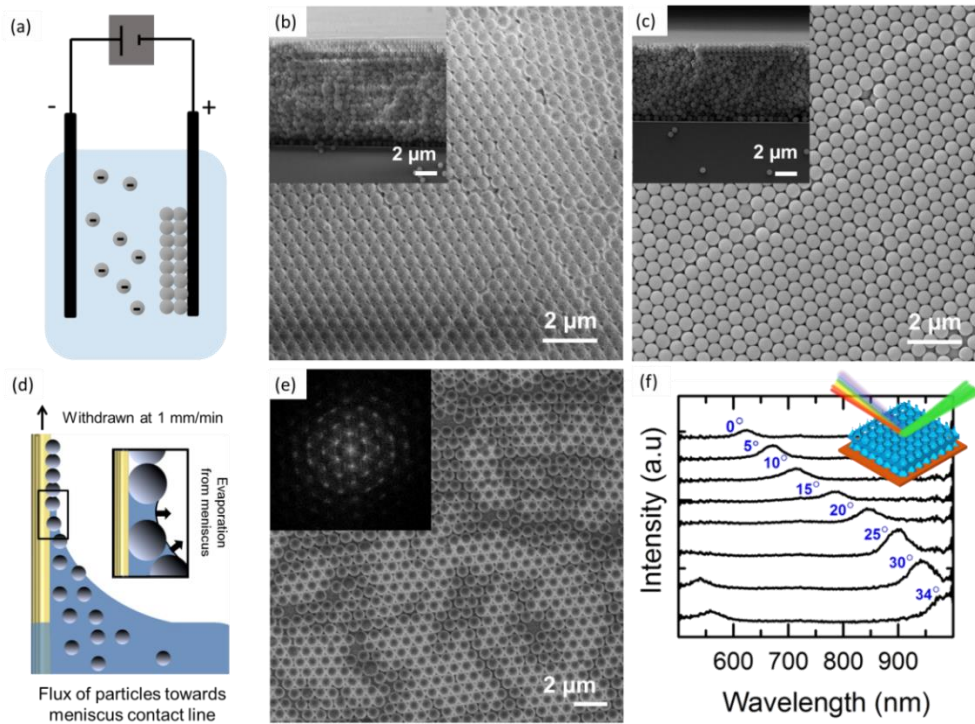 (a)
-
+
(b)
2 µm
2 µm
(c)
2 µm
2 µm
(d)
Withdrawn at 1 mm/min
Evaporation
from meniscus
Flux of particles towards
meniscus contact line
(e)
2 µm
(f)
0°
5°
10°
15°
20°
25°
30°
34°
Intensity (a.u)
600 700 800 900
Wavelength (nm)